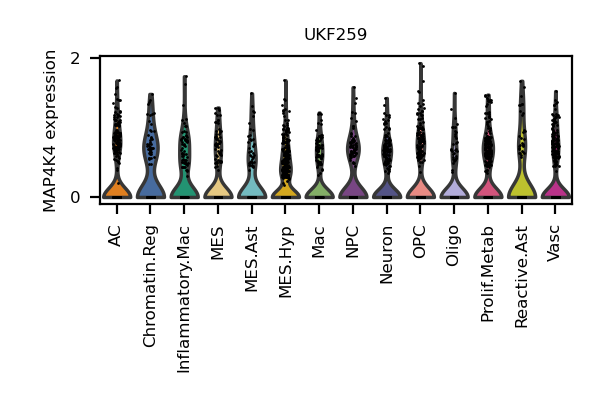 UKF259
MAP4K4 expression
2
0
AC
Chromatin.Reg
Inflammatory.Mac
MES
MES.Ast
MES.Hyp
Mac
NPC
Neuron
OPC
Oligo
Prolif.Metab
Reactive.Ast
Vasc